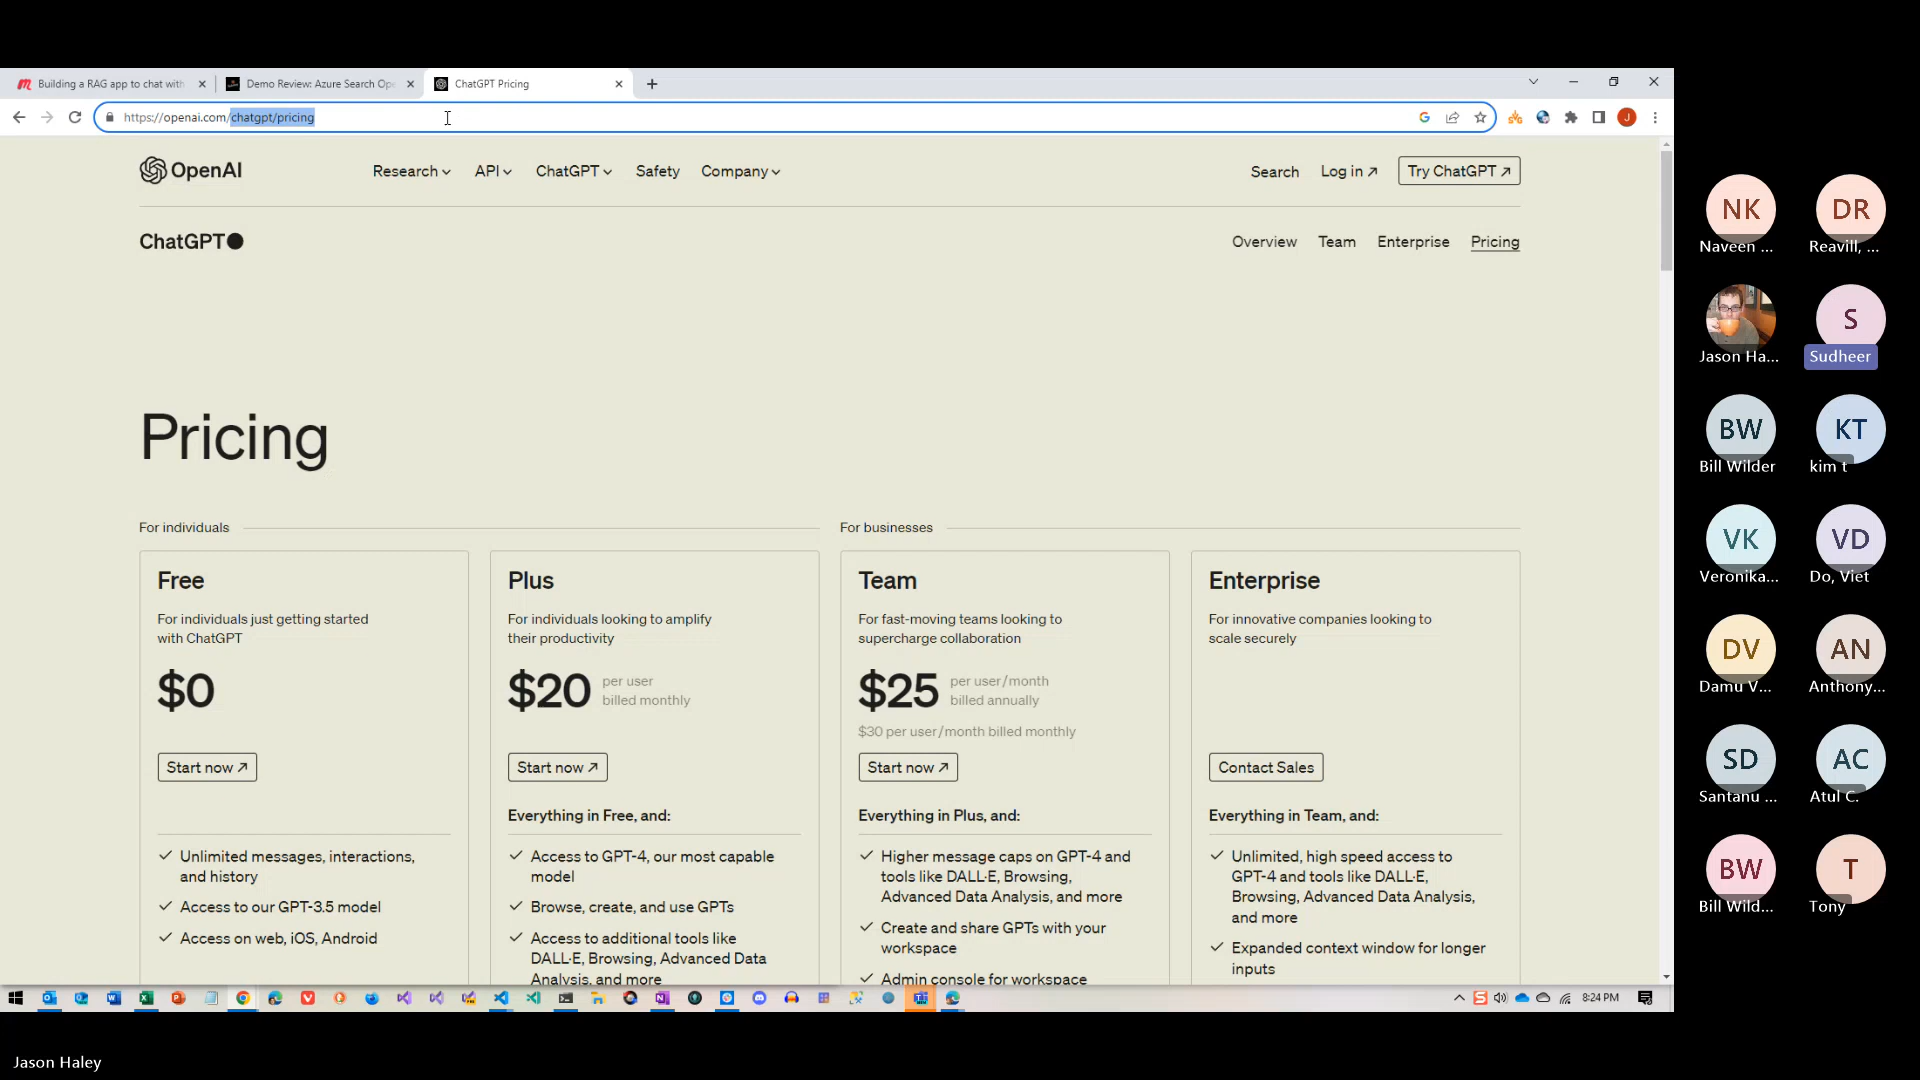 Building a RAG app to chat with
Demo Review: Azure Search Ope
ChatGPT Pricing
https://openai.com/chatgpt/pricing
J
OpenAI
Research
API
ChatGPT
Safety
Company
Search
Log in ↗
Try ChatGPT ↗
ChatGPT
Overview
Team
Enterprise
Pricing
Pricing
For individuals
For businesses
Free
For individuals just getting started
with ChatGPT
$0
Start now ↗
Unlimited messages, interactions,
and history
Access to our GPT-3.5 model
Access on web, iOS, Android
Plus
For individuals looking to amplify
their productivity
$20
per user
billed monthly
Start now ↗
Everything in Free, and:
Access to GPT-4, our most capable
model
Browse, create, and use GPTs
Access to additional tools like
DALL·E, Browsing, Advanced Data
Analysis, and more
Team
For fast-moving teams looking to
supercharge collaboration
$25
per user/month
billed annually
$30 per user/month billed monthly
Start now ↗
Everything in Plus, and:
Higher message caps on GPT-4 and
tools like DALL·E, Browsing,
Advanced Data Analysis, and more
Create and share GPTs with your
workspace
Admin console for workspace
Enterprise
For innovative companies looking to
scale securely
Contact Sales
Everything in Team, and:
Unlimited, high speed access to
GPT-4 and tools like DALL·E,
Browsing, Advanced Data Analysis,
and more
Expanded context window for longer
inputs
8:24 PM
NK
Naveen ...
DR
Reavill, ...
Jason Ha...
S
Sudheer
BW
Bill Wilder
KT
kim t
VK
Veronika...
VD
Do, Viet
DV
Damu V...
AN
Anthony...
SD
Santanu ...
AC
Atul C.
BW
Bill Wild...
T
Tony
Jason Haley